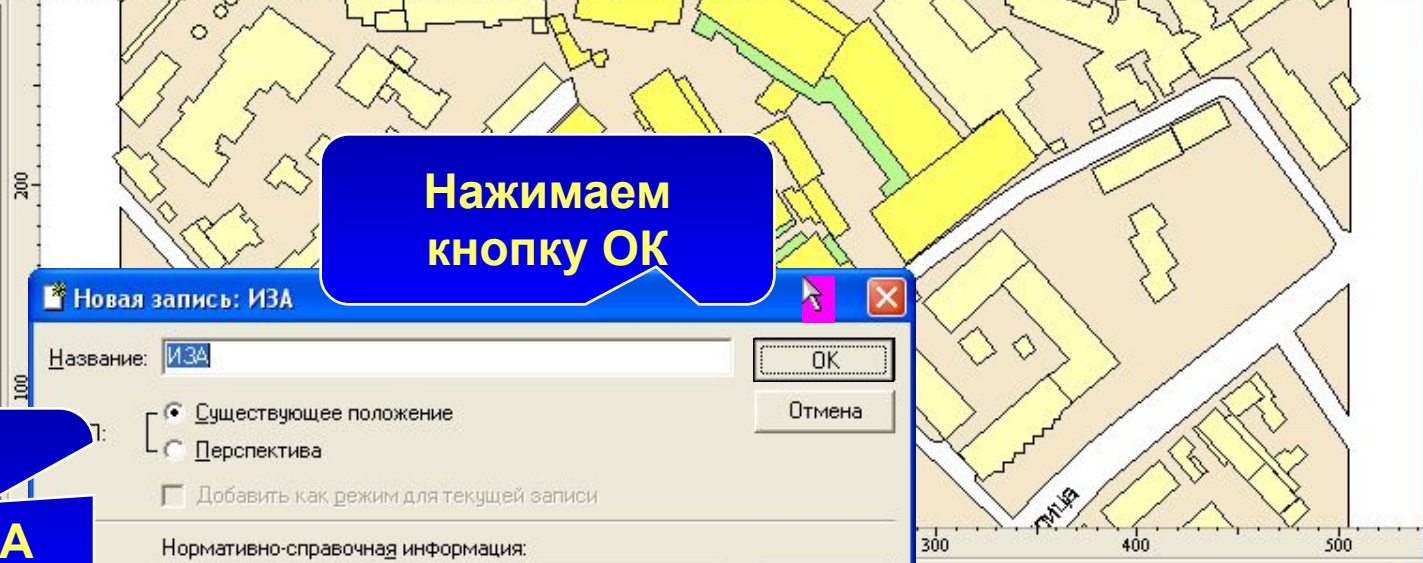 200
Нажимаем
кнопку ОК
Новая запись: ИЗА
Название: ИЗА
OK
100
Существующее положение
Отмена
Перспектива
Добавить как режим для текущей записи
А
Нормативно-справочная информация:
300 400 500